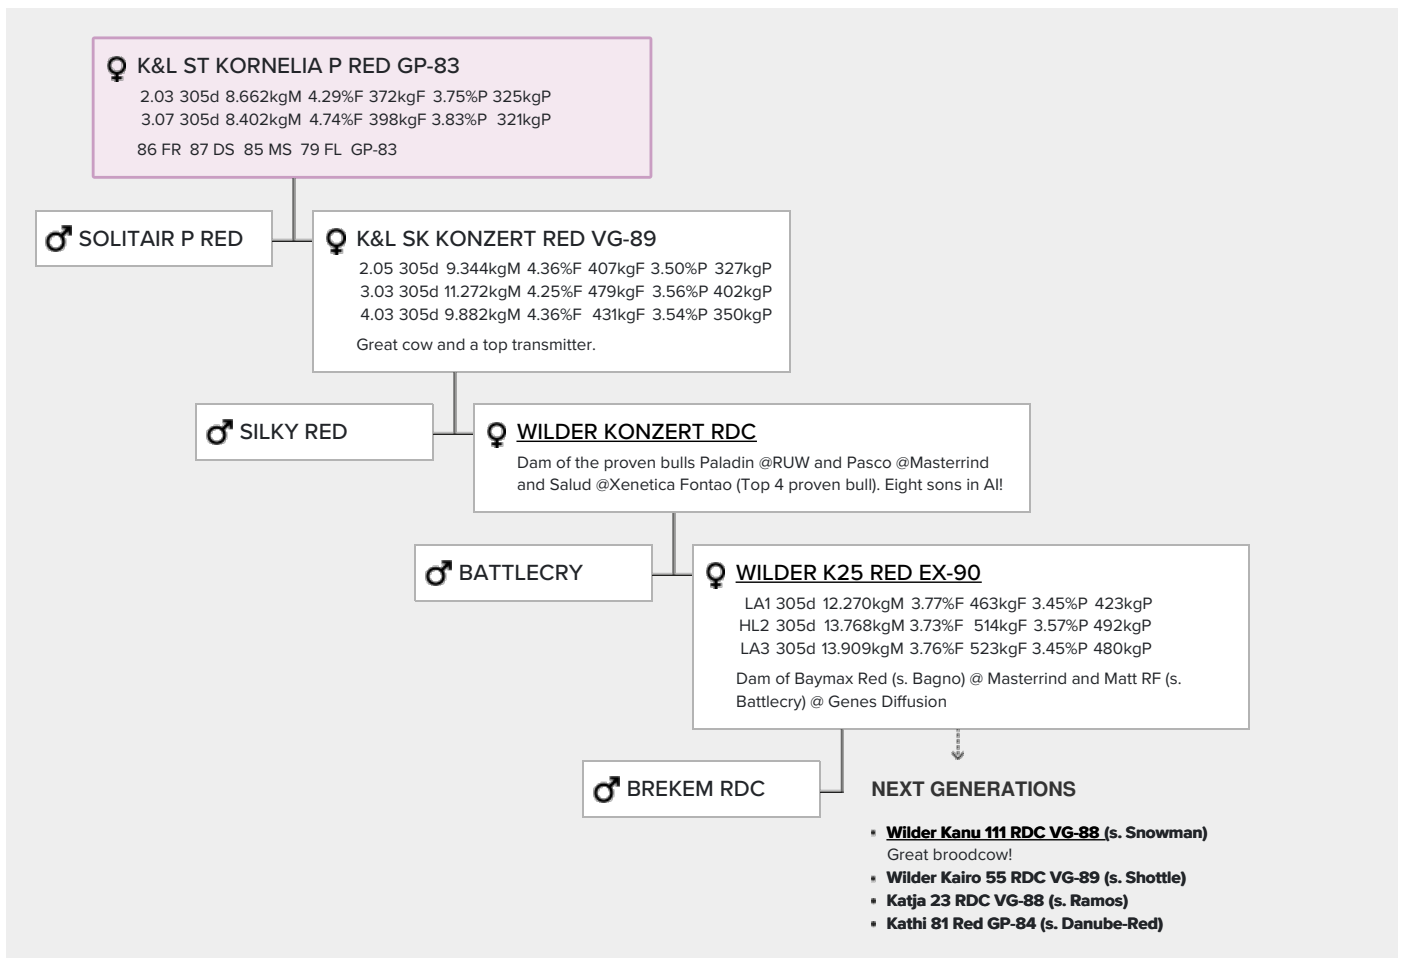 K&L ST KORNELIA P RED GP-83
2.03 305d 8.662kgM 4.29%F 372kgF 3.75%P 325kgP
3.07 305d 8.402kgM 4.74%F 398kgF 3.83%P 321kgP
86 FR 87 DS 85 MS 79 FL GP-83
SOLITAIR P RED
K&L SK KONZERT RED VG-89
2.05 305d 9.344kgM 4.36%F 407kgF 3.50%P 327kgP
3.03 305d 11.272kgM 4.25%F 479kgF 3.56%P 402kgP
4.03 305d 9.882kgM 4.36%F 431kgF 3.54%P 350kgP
Great cow and a top transmitter.
SILKY RED
WILDER KONZERT RDC
Dam of the proven bulls Paladin @RUW and Pasco @Masterrind
and Salud @Xenetica Fontao (Top 4 proven bull). Eight sons in AI!
BATTLECRY
WILDER K25 RED EX-90
LA1 305d 12.270kgM 3.77%F 463kgF 3.45%P 423kgP
HL2 305d 13.768kgM 3.73%F 514kgF 3.57%P 492kgP
LA3 305d 13.909kgM 3.76%F 523kgF 3.45%P 480kgP
Dam of Baymax Red (s. Bagno) @ Masterrind and Matt RF (s.
Battlecry) @ Genes Diffusion
BREKEM RDC
NEXT GENERATIONS
• Wilder Kanu 111 RDC VG-88 (s. Snowman)
Great broodcow!
• Wilder Kairo 55 RDC VG-89 (s. Shottle)
• Katja 23 RDC VG-88 (s. Ramos)
• Kathi 81 Red GP-84 (s. Danube-Red)